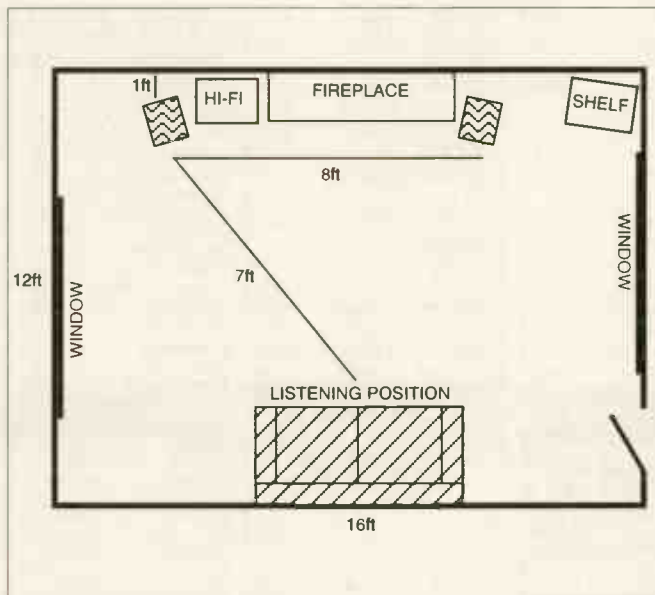 1ft
HI-FI
FIREPLACE
SHELF
8ft
WINDOW
12ft
7ft
WINDOW
LISTENING POSITION
16ft